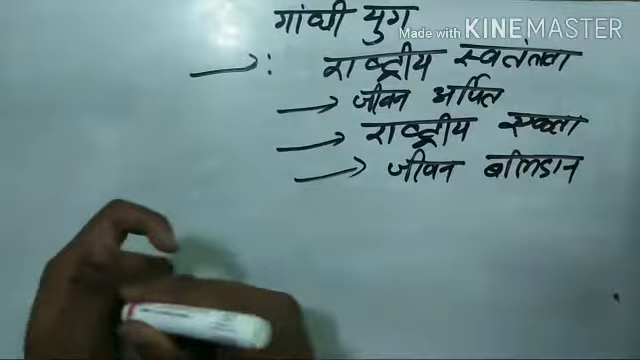 गांधी युग
Made with KINEMASTER
→: राष्ट्रीय स्वतंत्रता
→ जीवन अर्पित
→ राष्ट्रीय एकता
→ जीवन बलिदान